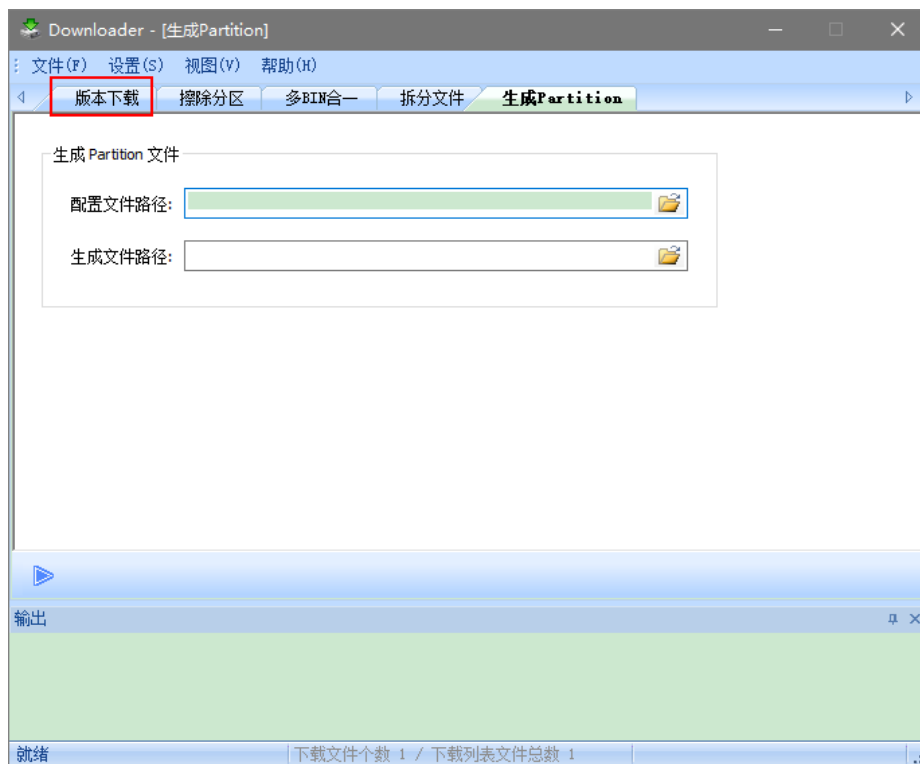 Downloader - [生成Partition]
文件(F) 设置(S) 视图(V) 帮助(H)
版本下载 擦除分区 多BIN合一 拆分文件 生成Partition
生成 Partition 文件
配置文件路径:
生成文件路径:
输出
就绪 下载文件个数 1 / 下载列表文件总数 1